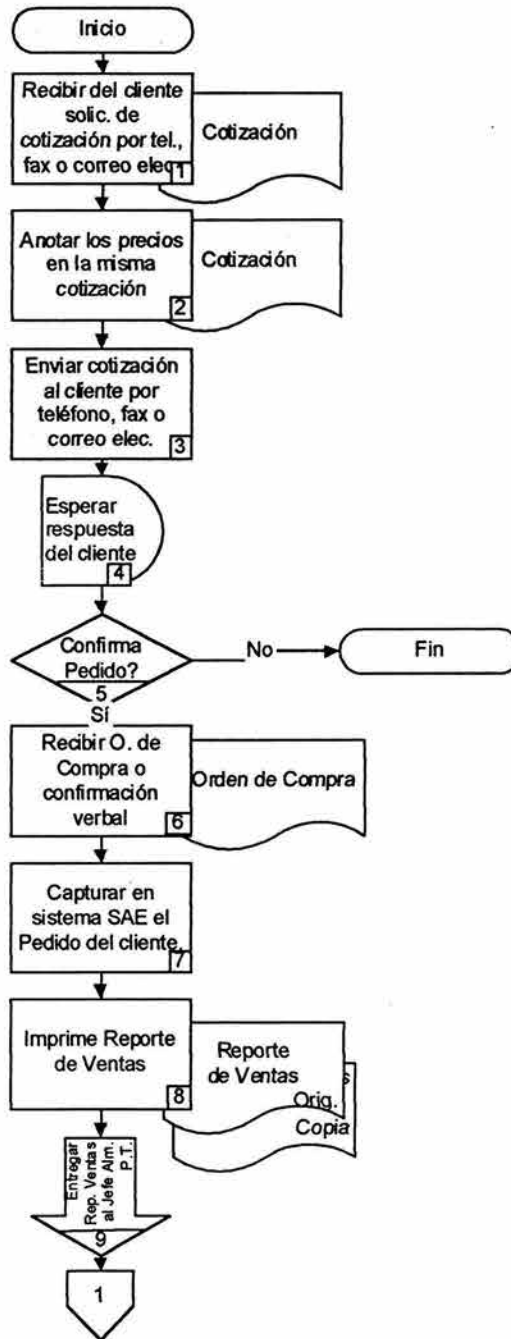 Inicio
Recibir del cliente
solic. de
cotización por tel.,
fax o correo elec
1
Cotización
Anotar los precios
en la misma
cotización
2
Cotización
Enviar cotización
al cliente por
teléfono, fax o
correo elec.
3
Esperar
respuesta
del cliente
4
Confirma
Pedido?
5
No
Fin
Sí
Recibir O. de
Compra o
confirmación
verbal
6
Orden de Compra
Capturar en
sistema SAE el
Pedido del cliente
7
Imprime Reporte
de Ventas
8
Reporte
de Ventas
Orig.
Copia
Entregar
Rep. Ventas
al Jefe Alm.
P.T.
9
1